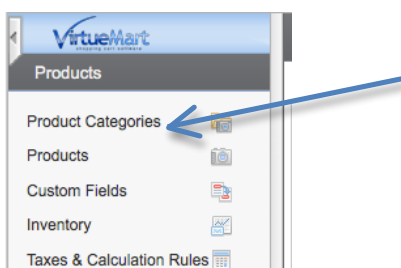 VirtueMart
shopping cart software
Products
Product Categories
Products
Custom Fields
Inventory
Taxes & Calculation Rules